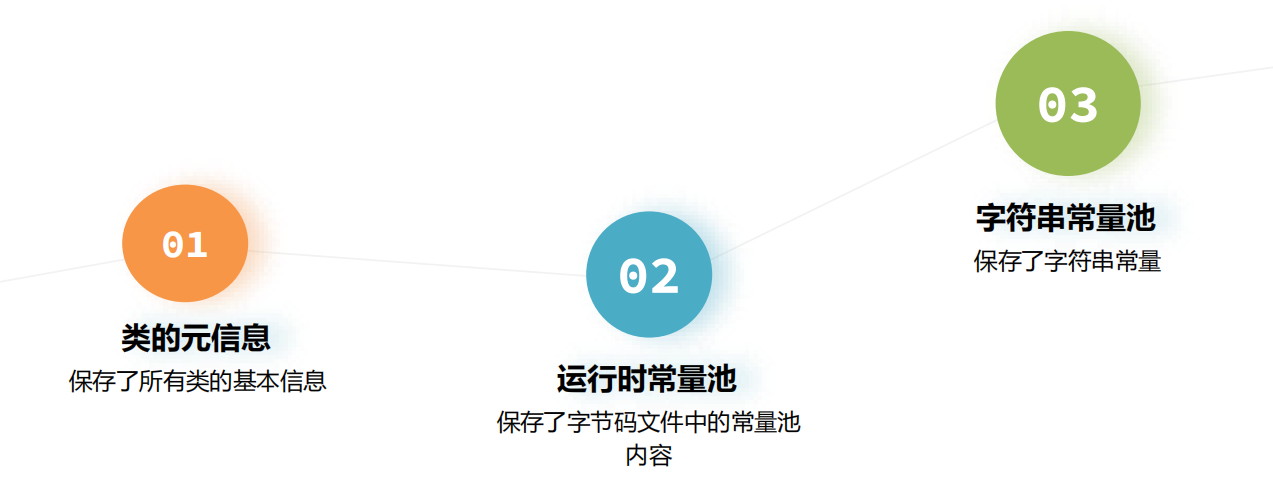 01
类的元信息
保存了所有类的基本信息
02
运行时常量池
保存了字节码文件中的常量池
内容
03
字符串常量池
保存了字符串常量